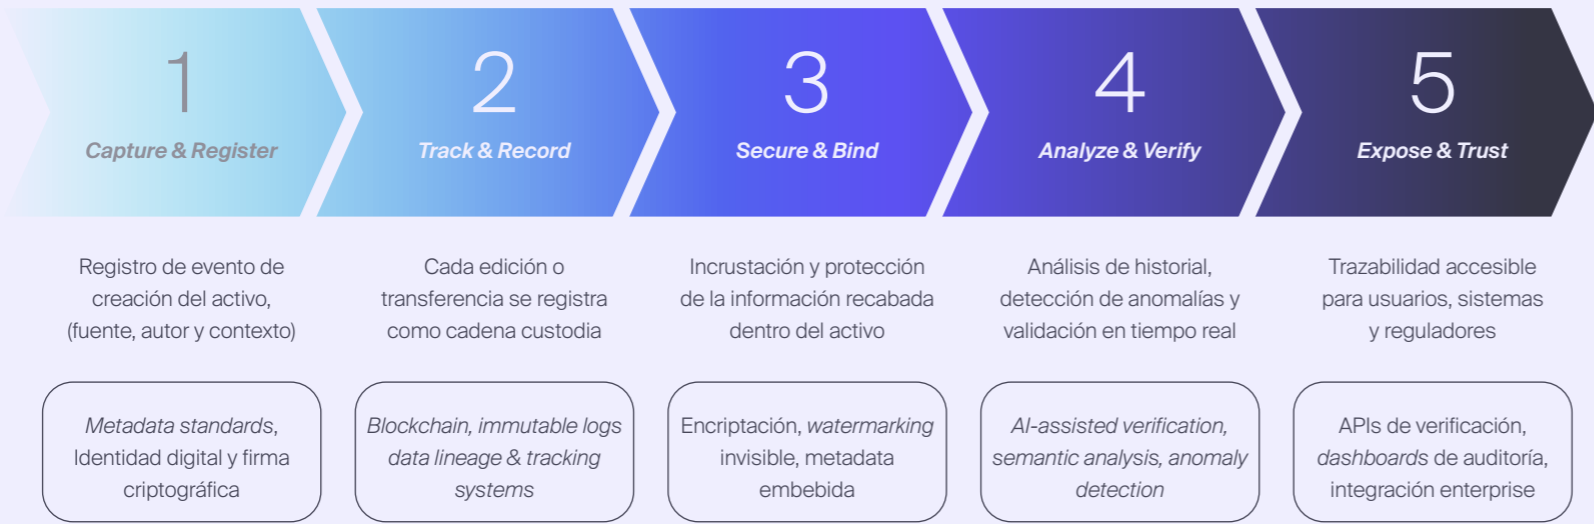 1
Capture & Register
Registro de evento de
creación del activo,
(fuente, autor y contexto)
Metadata standards,
Identidad digital y firma
criptográfica
2
Track & Record
Cada edición o
transferencia se registra
como cadena custodia
Blockchain, immutable logs
data lineage & tracking
systems
3
Secure & Bind
Incrustación y protección
de la información recabada
dentro del activo
Encriptación, watermarking
invisible, metadata
embebida
4
Analyze & Verify
Análisis de historial,
detección de anomalías y
validación en tiempo real
AI-assisted verification,
semantic analysis, anomaly
detection
5
Expose & Trust
Trazabilidad accesible
para usuarios, sistemas
y reguladores
APIs de verificación,
dashboards de auditoría,
integración enterprise